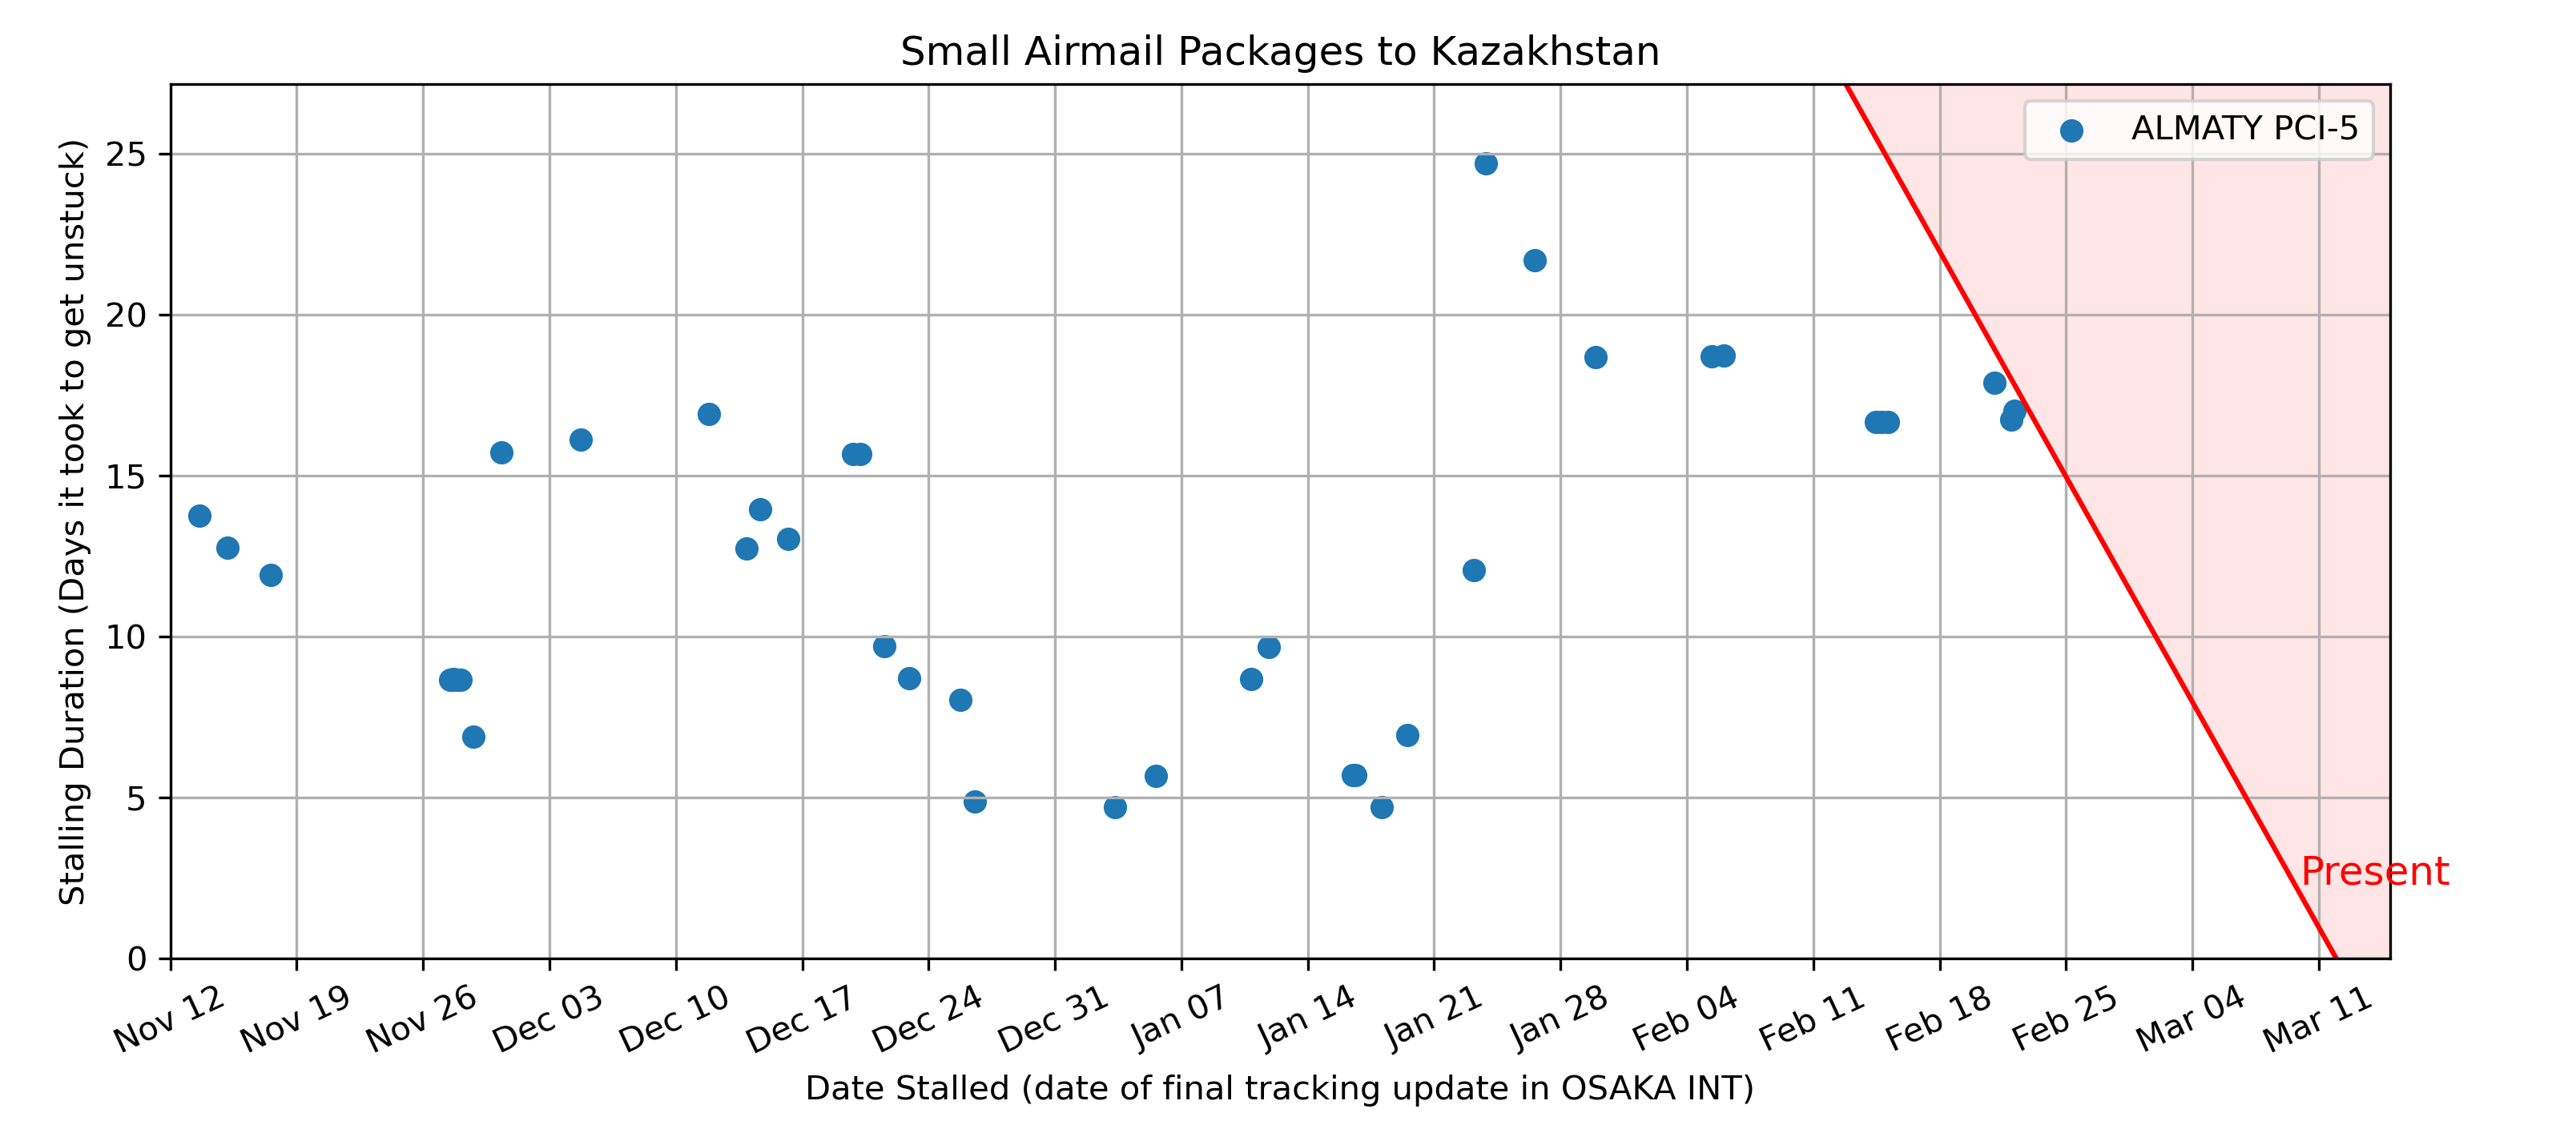 Small Airmail Packages to Kazakhstan
ALMATY PCI-5
Stalling Duration (Days it took to get unstuck)
25
20
15
10
5
0
Present
Nov 12 Nov 19 Nov 26 Dec 03 Dec 10 Dec 17 Dec 24 Dec 31 Jan 07 Jan 14 Jan 21 Jan 28 Feb 04 Feb 11 Feb 18 Feb 25 Mar 04 Mar 11
Date Stalled (date of final tracking update in OSAKA INT)